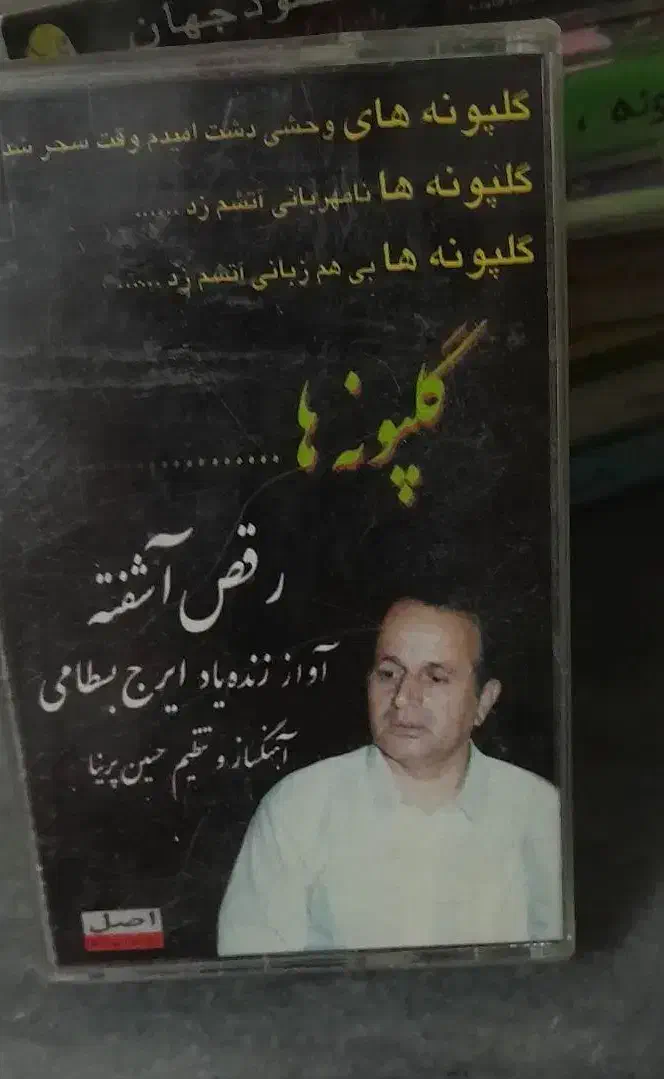 گلپونه های وحشی دشت امیدم وقت سحر شد
گلپونه ها نامهربانی آتشم زد ......
گلپونه ها بی هم زبانی آتشم زد ......
گلپونه ها ..............
رقص آشفته
آواز زنده یاد ایرج بسطامی
آهنگساز و تنظیم حسین پرنیا
اصل